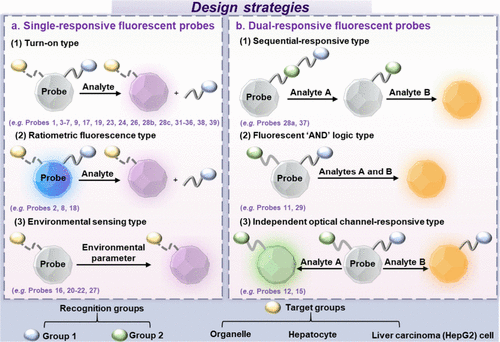 Design strategies
a. Single-responsive fluorescent probes
(1) Turn-on type
Probe
Analyte
+
(e.g. Probes 1, 3-7, 9, 17, 19, 23, 24, 26, 28b, 28c, 31-36, 38, 39)
(2) Ratiometric fluorescence type
Probe
Analyte
+
(e.g. Probes 2, 8, 18)
(3) Environmental sensing type
Probe
Environmental
parameter
(e.g. Probes 16, 20-22, 27)
b. Dual-responsive fluorescent probes
(1) Sequential-responsive type
Probe
Analyte A
Analyte B
(e.g. Probes 28a, 37)
(2) Fluorescent 'AND' logic type
Probe
Analytes A and B
(e.g. Probes 11, 29)
(3) Independent optical channel-responsive type
Analyte A
Probe
Analyte B
(e.g. Probes 12, 15)
Recognition groups
Group 1
Group 2
Target groups
Organelle
Hepatocyte
Liver carcinoma (HepG2) cell